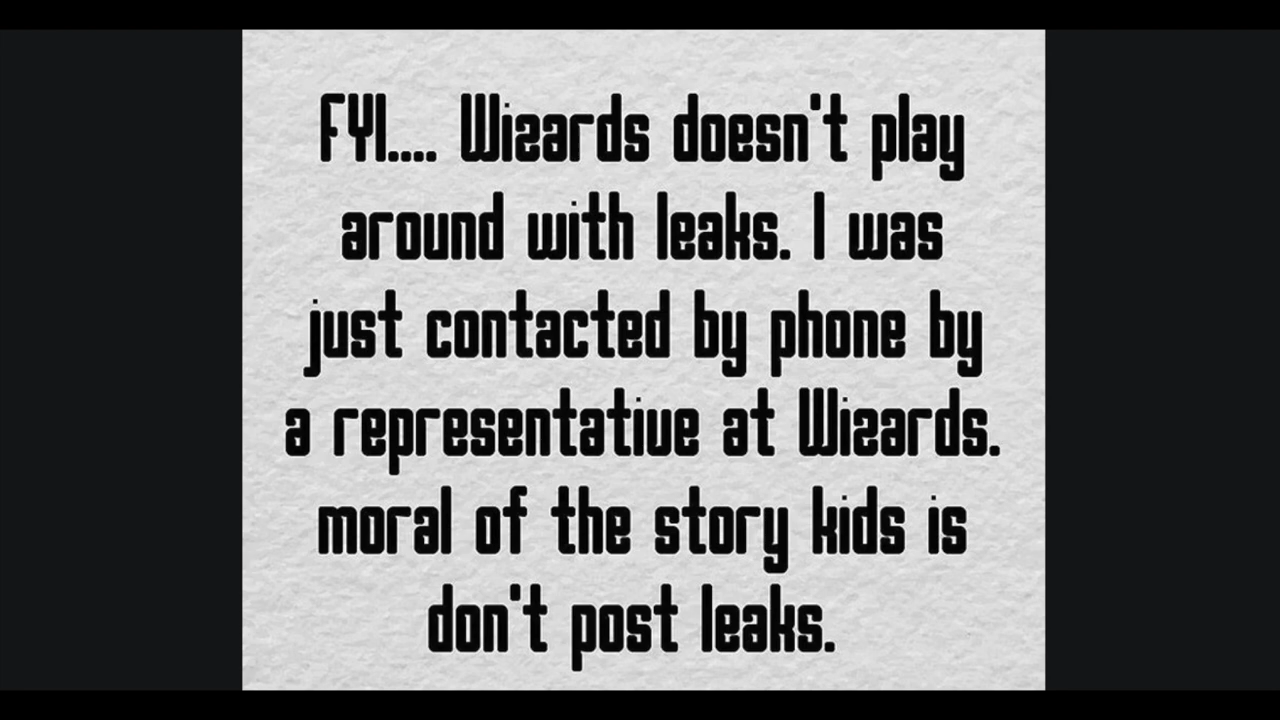 FYI.... Wizards doesn't play
around with leaks. I was
just contacted by phone by
a representative at Wizards.
moral of the story kids is
don't post leaks.